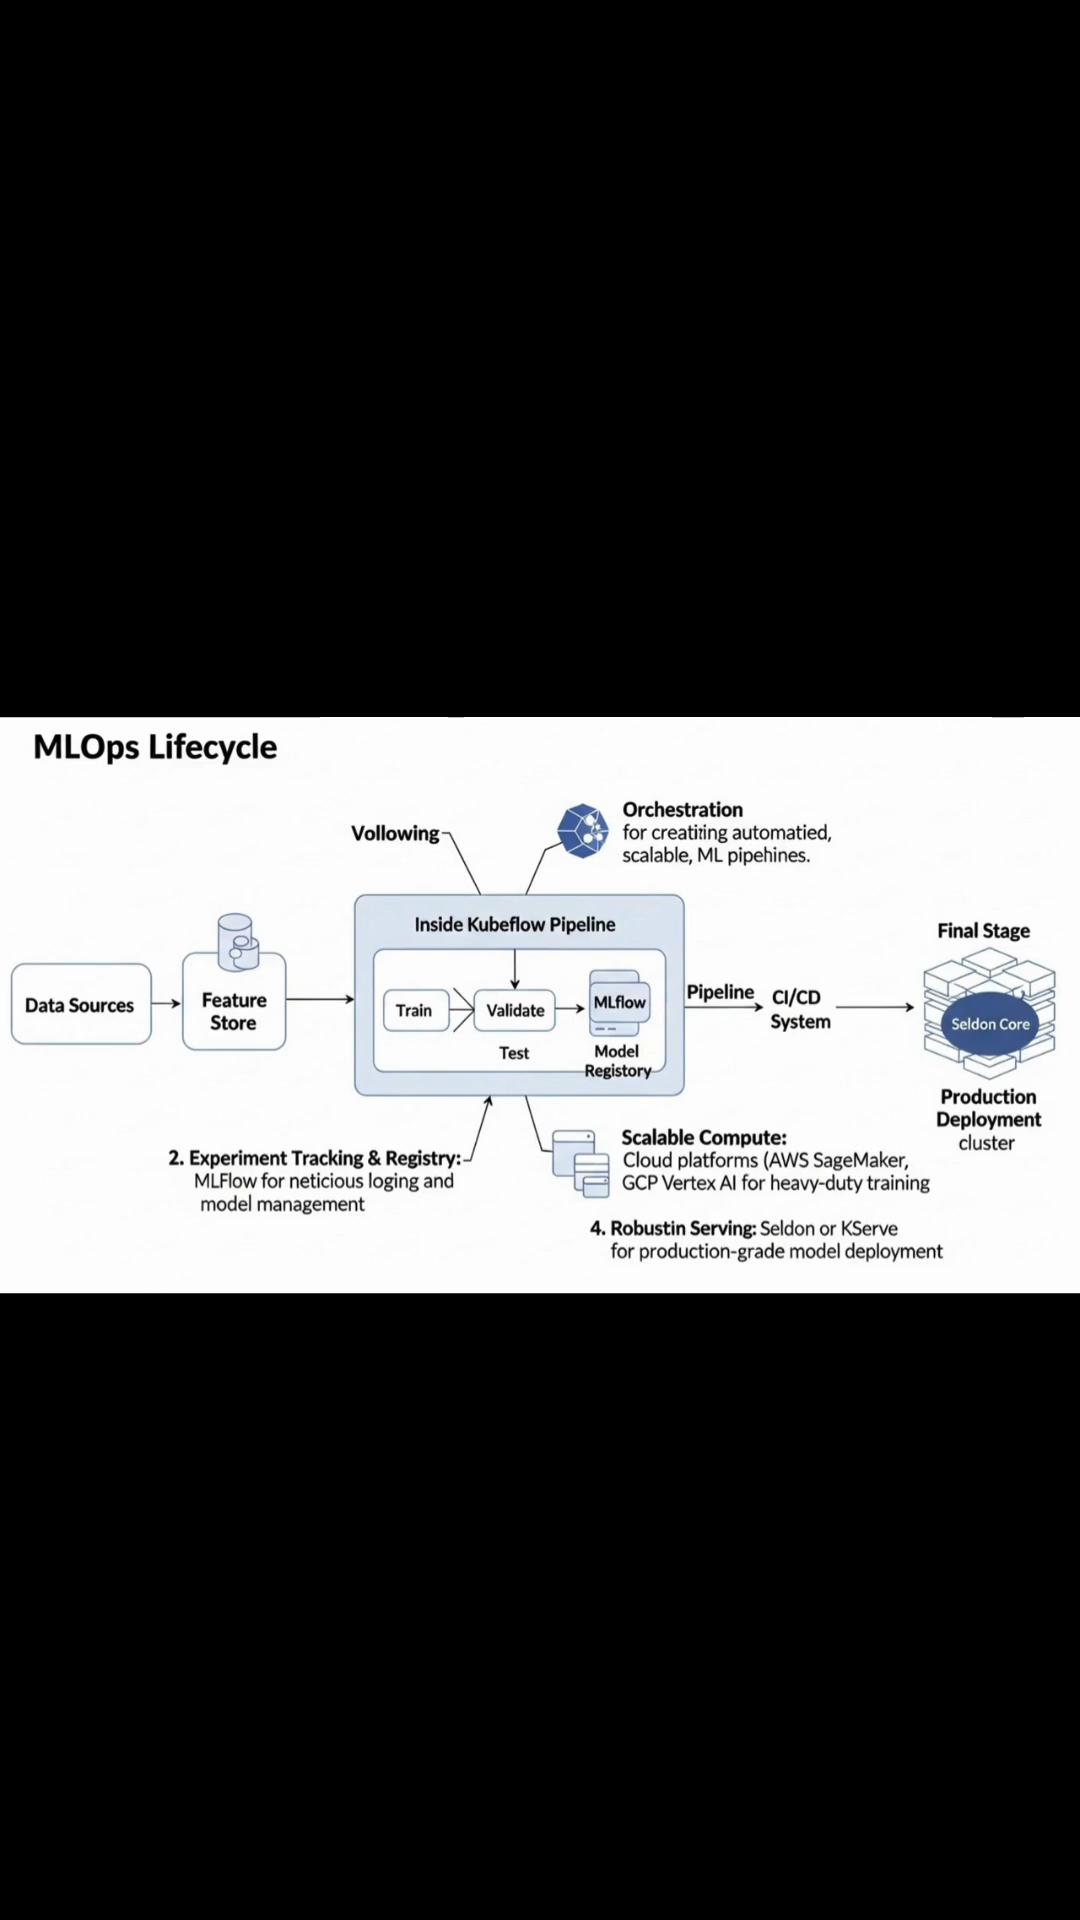 MLOps Lifecycle
Vollowing
Orchestration
for creatiting automatied,
scalable, ML pipehines.
Inside Kubeflow Pipeline
Data Sources
Feature
Store
Train
Validate
Test
MLflow
Model
Registory
Pipeline
CI/CD
System
Final Stage
Seldon Core
Production
Deployment
cluster
2. Experiment Tracking & Registry:
MLFlow for neticious loging and
model management
Scalable Compute:
Cloud platforms (AWS SageMaker,
GCP Vertex AI for heavy-duty training
4. Robustin Serving: Seldon or KServe
for production-grade model deployment